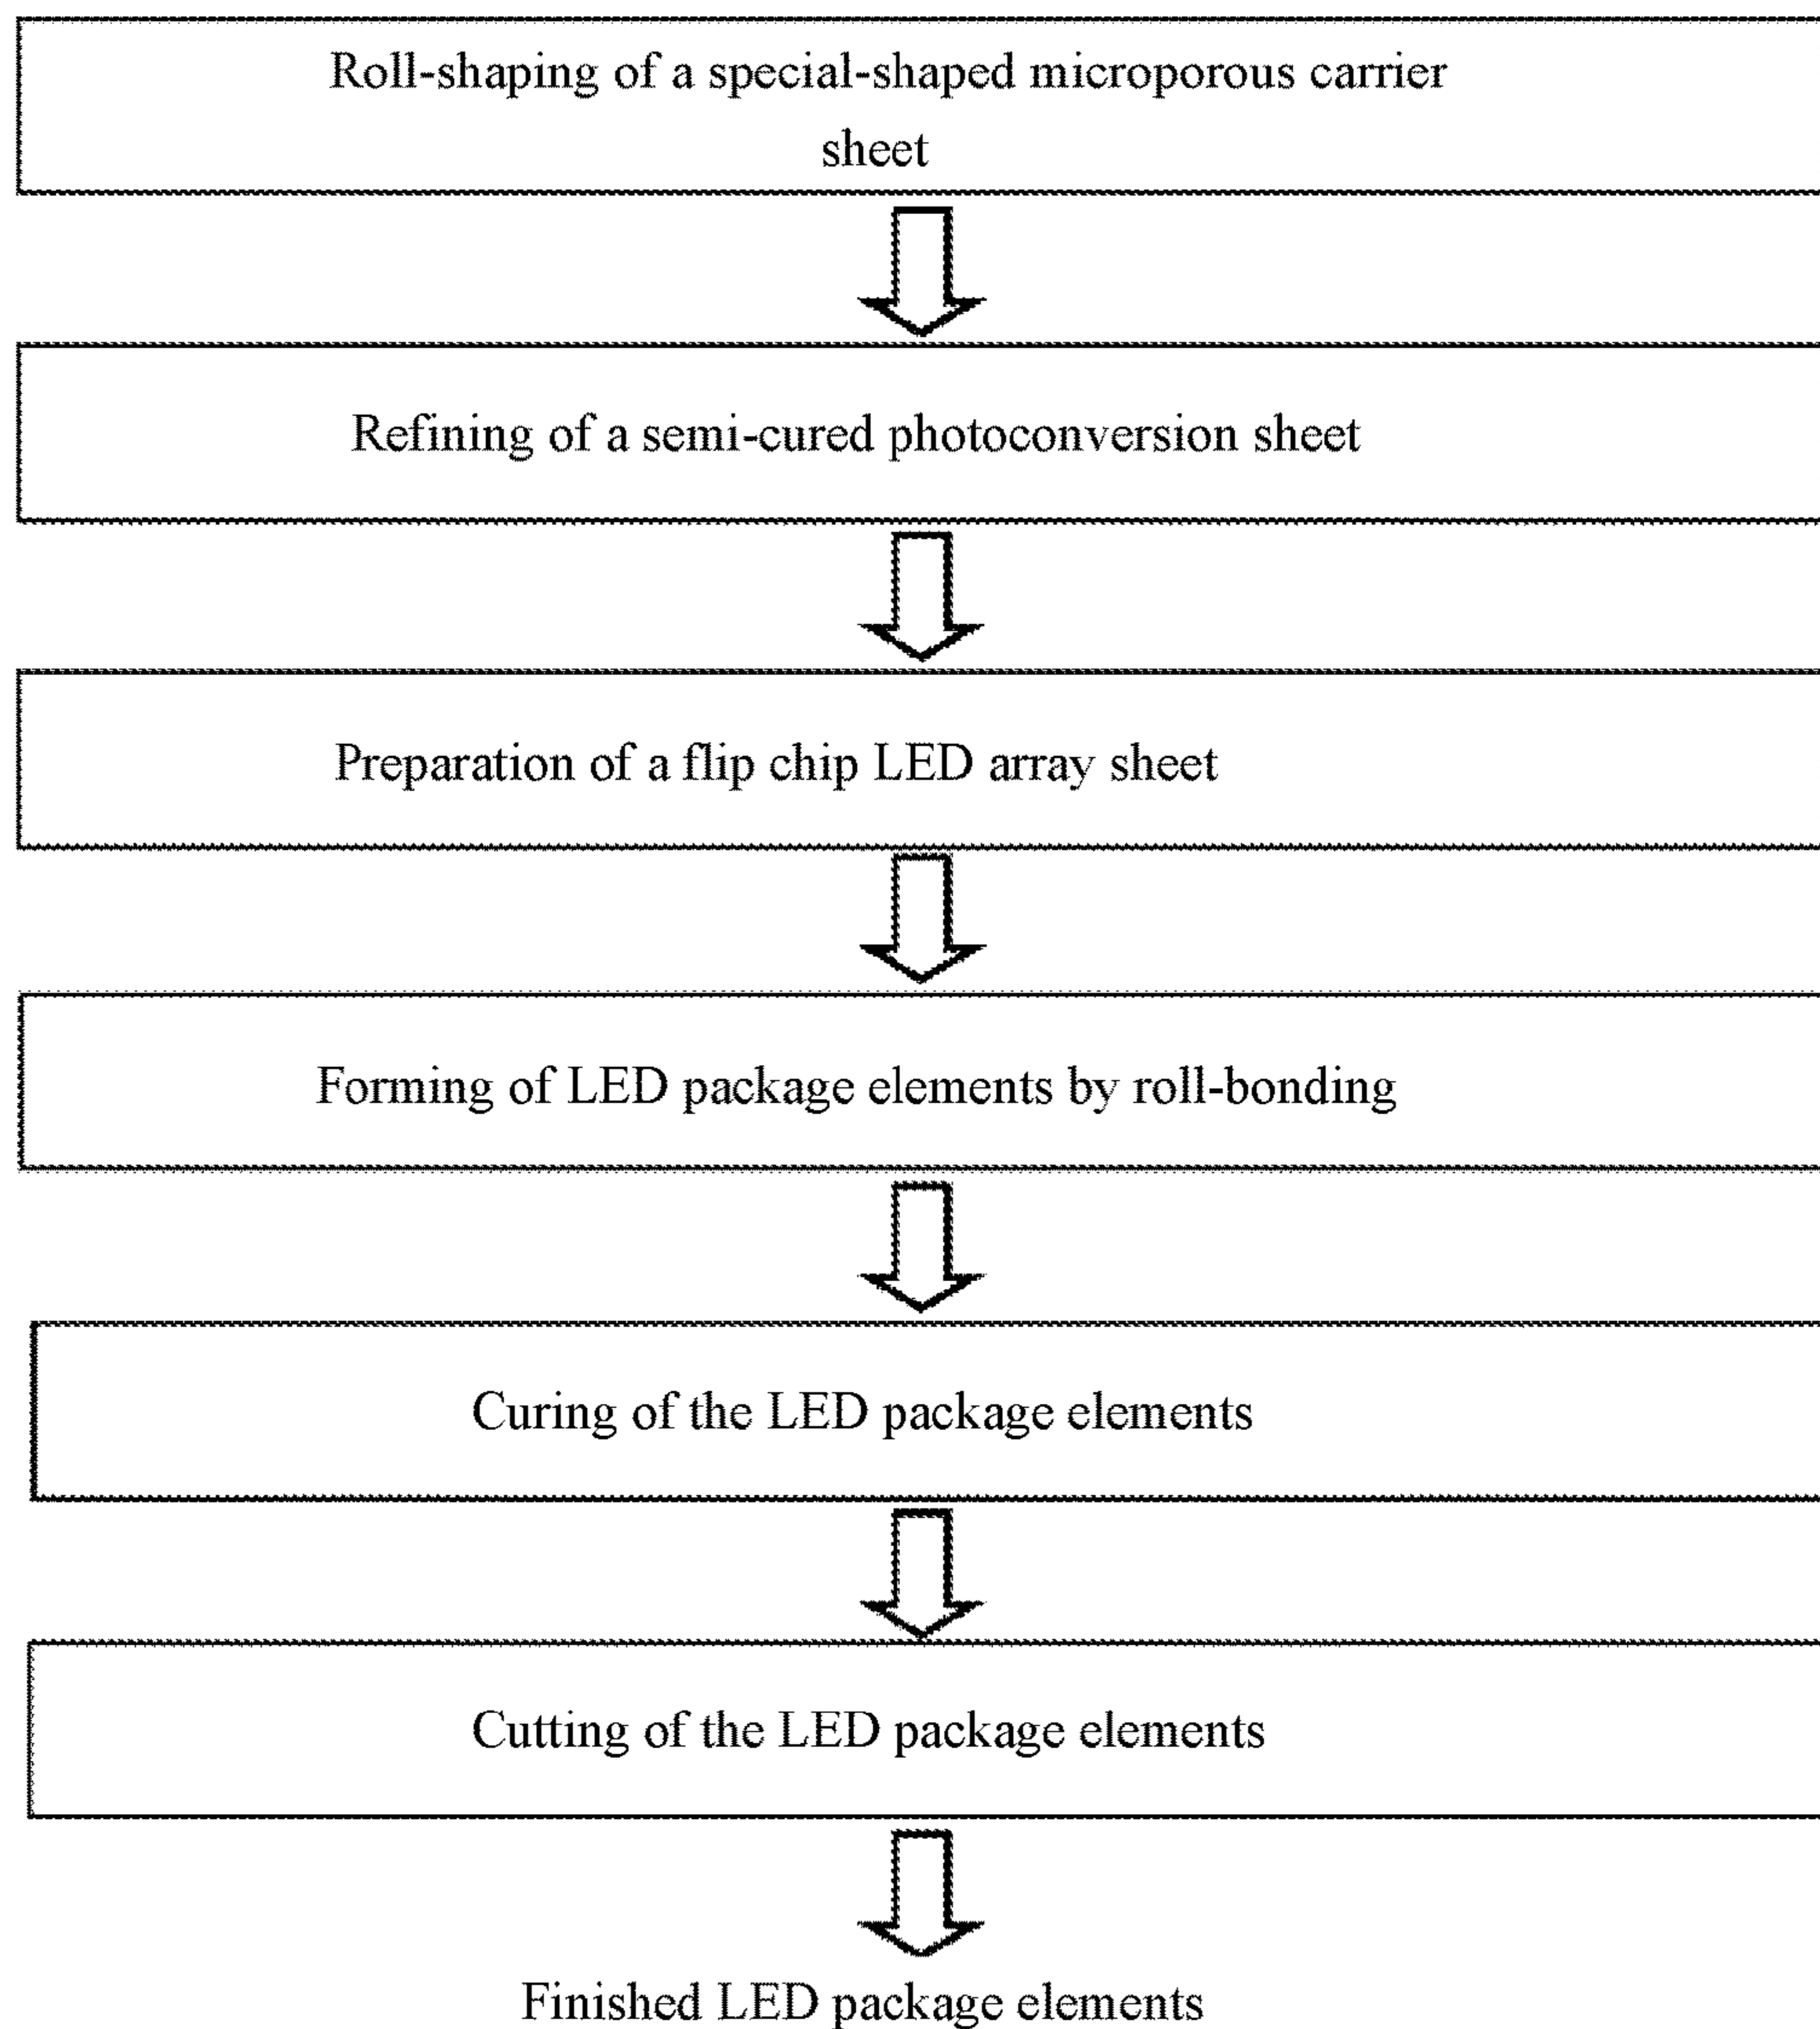 Roll-shaping of a special-shaped microporous carrier
sheet
Refining of a semi-cured photoconversion sheet
Preparation of a flip chip LED array sheet
Forming of LED package elements by roll-bonding
Curing of the LED package elements
Cutting of the LED package elements
Finished LED package elements